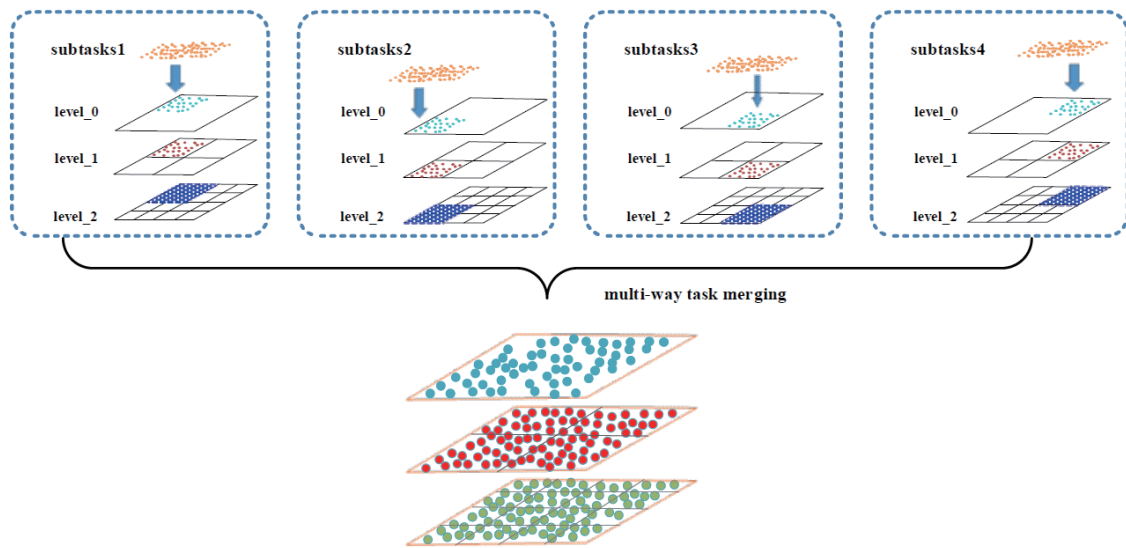 subtasks1
level_0
level_1
level_2
subtasks2
level_0
level_1
level_2
subtasks3
level_0
level_1
level_2
subtasks4
level_0
level_1
level_2
multi-way task merging